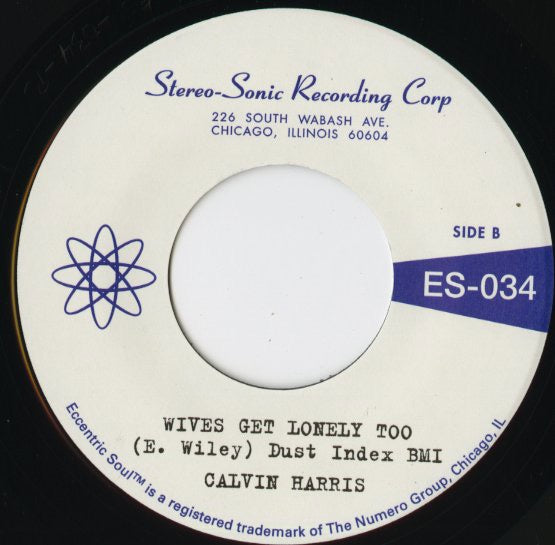 Stereo-Sonic Recording Corp
226 SOUTH WABASH AVE.
CHICAGO, ILLINOIS 60604
SIDE B
ES-034
WIVES GET LONELY TOO
(E. Wiley) Dust Index BMI
CALVIN HARRIS
Eccentric Soul™ is a registered trademark of The Numero Group, Chicago, IL